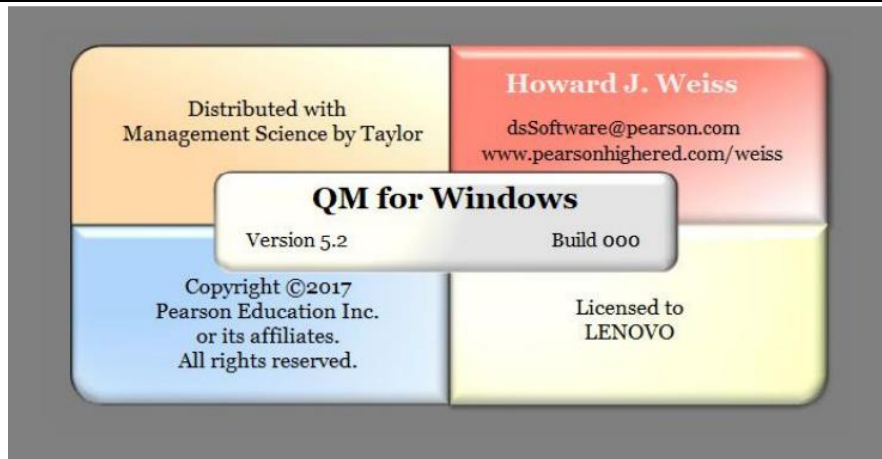 Distributed with
Management Science by Taylor
Howard J. Weiss
dsSoftware@pearson.com
www.pearsonhighered.com/weiss
QM for Windows
Version 5.2
Build 000
Copyright ©2017
Pearson Education Inc.
or its affiliates.
All rights reserved.
Licensed to
LENOVO